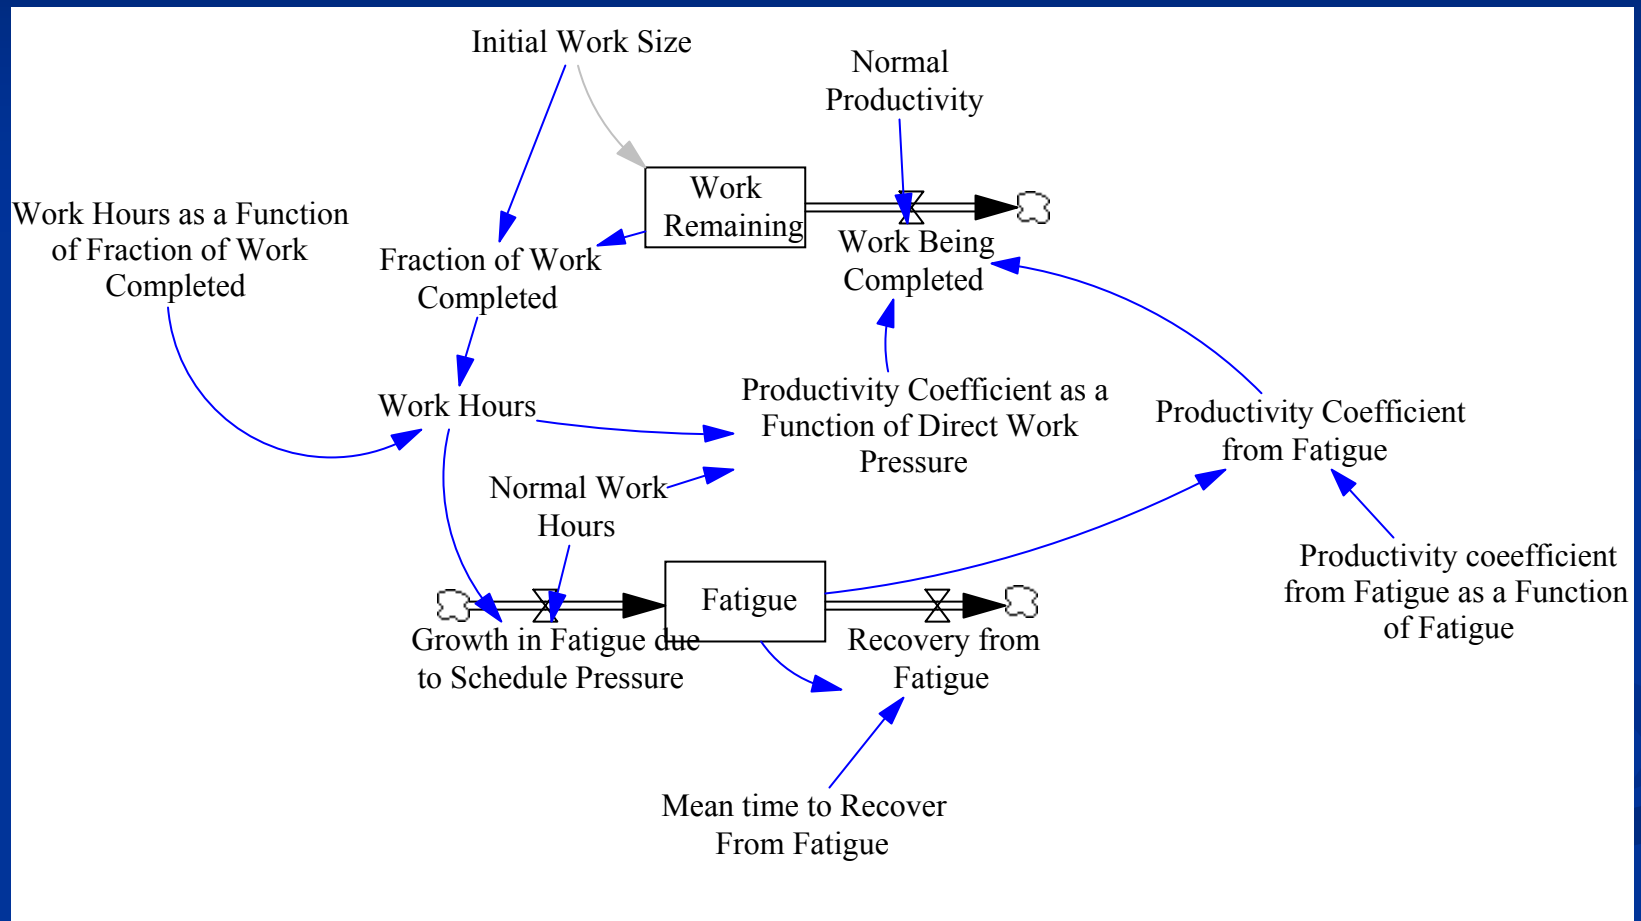 Initial Work Size
Normal
Productivity
Work
Remaining
Work Hours as a Function
of Fraction of Work
Completed
Fraction of Work
Completed
Work Being
Completed
Work Hours
Productivity Coefficient as a
Function of Direct Work
Pressure
Productivity Coefficient
from Fatigue
Normal Work
Hours
Productivity coeefficient
from Fatigue as a Function
of Fatigue
Fatigue
Growth in Fatigue due
to Schedule Pressure
Recovery from
Fatigue
Mean time to Recover
From Fatigue